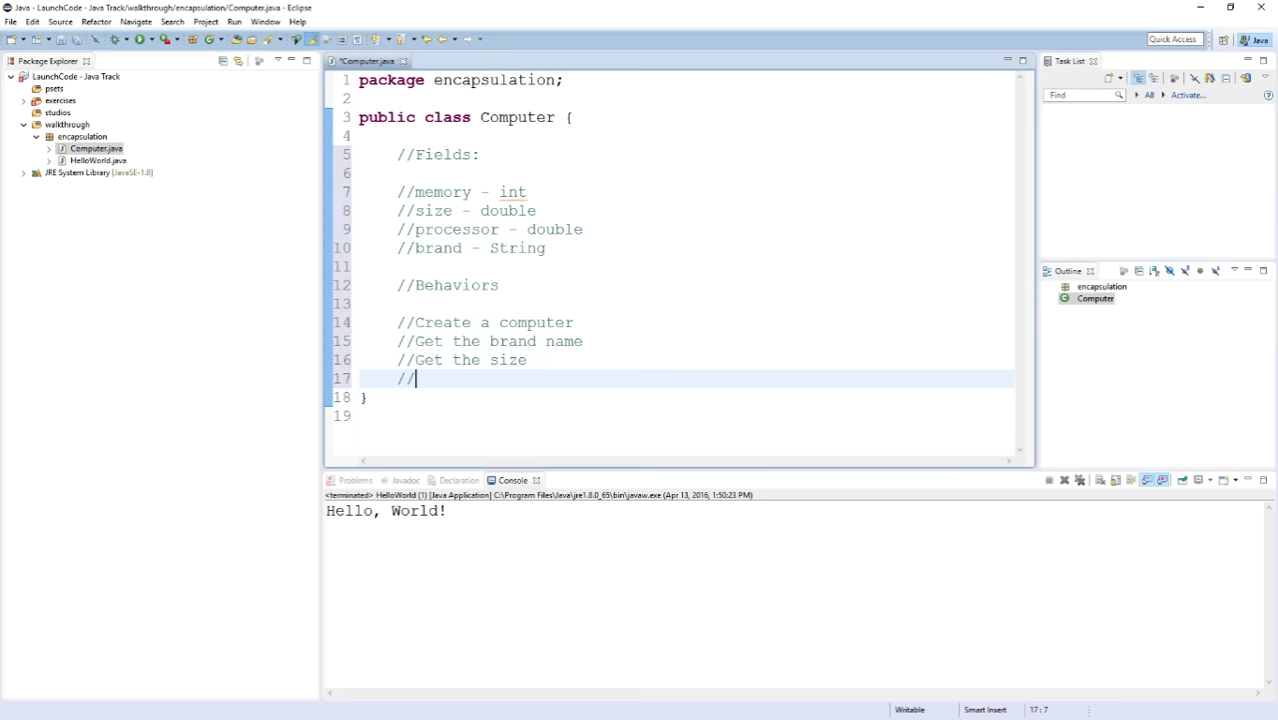 Java - LaunchCode - Java Track/walkthrough/encapsulation/Computer.java - Eclipse
File Edit Source Refactor Navigate Search Project Run Window Help
Quick Access
Java
Package Explorer
LaunchCode - Java Track
psets
exercises
studios
walkthrough
encapsulation
Computer.java
HelloWorld.java
JRE System Library [JavaSE-1.8]
*Computer.java
1 package encapsulation;
2
3 public class Computer {
4
5 //Fields:
6
7 //memory - int
8 //size - double
9 //processor - double
10 //brand - String
11
12 //Behaviors
13
14 //Create a computer
15 //Get the brand name
16 //Get the size
17 //
18 }
19
Task List
Find All Activate...
Outline
encapsulation
Computer
Problems Javadoc Declaration Console
<terminated> HelloWorld (1) [Java Application] C:\Program Files\Java\jre1.8.0_65\bin\javaw.exe (Apr 13, 2016, 1:50:23 PM)
Hello, World!
Writable Smart Insert 17 : 7